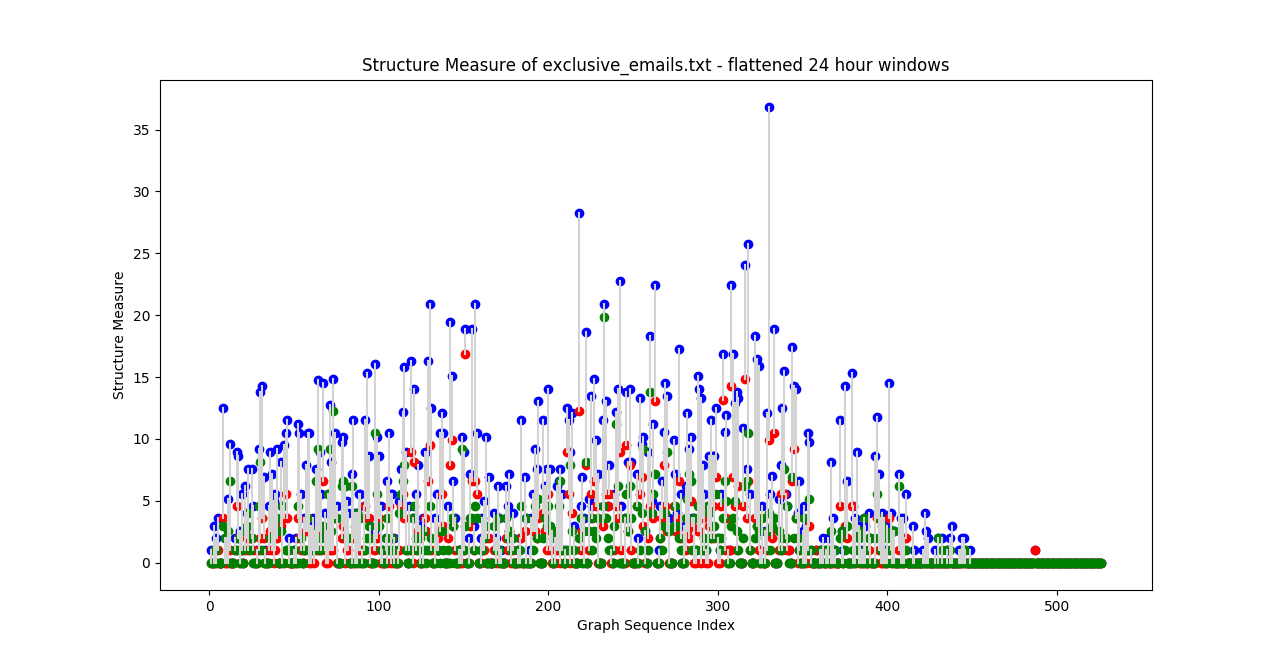 Structure Measure of exclusive_emails.txt - flattened 24 hour windows
35
30
25
20
15
10
5
0
Structure Measure
0 100 200 300 400 500
Graph Sequence Index